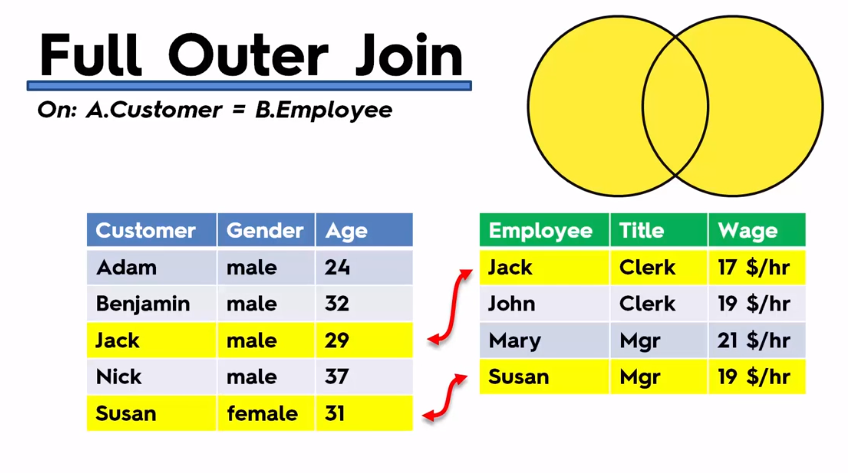 Full Outer Join
On: A.Customer = B.Employee
Customer Gender Age
Adam male 24
Benjamin male 32
Jack male 29
Nick male 37
Susan female 31
Employee Title Wage
Jack Clerk 17 $/hr
John Clerk 19 $/hr
Mary Mgr 21 $/hr
Susan Mgr 19 $/hr